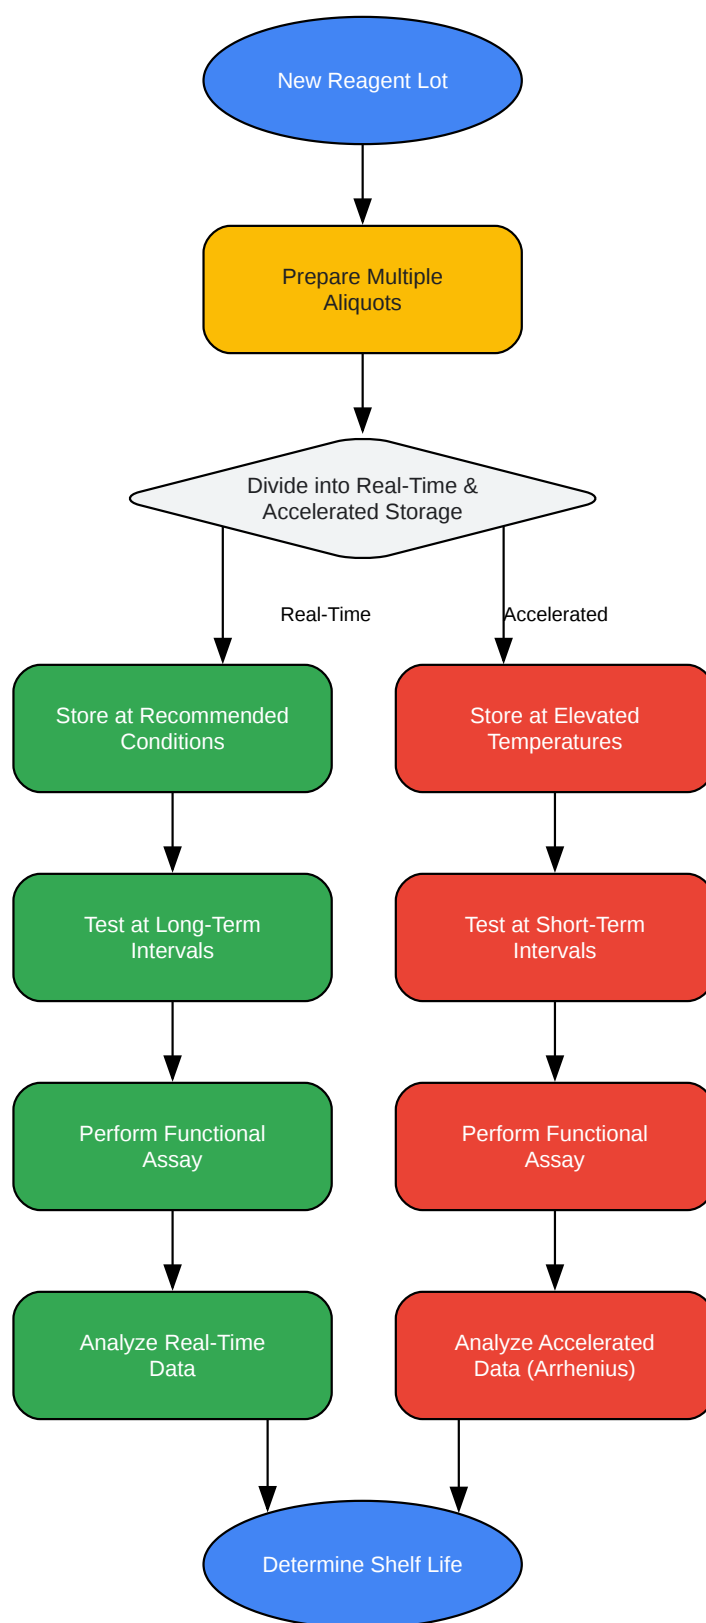 New Reagent Lot
Prepare Multiple
Aliquots
Divide into Real-Time &
Accelerated Storage
Real-Time
Accelerated
Store at Recommended
Conditions
Store at Elevated
Temperatures
Test at Long-Term
Intervals
Test at Short-Term
Intervals
Perform Functional
Assay
Perform Functional
Assay
Analyze Real-Time
Data
Analyze Accelerated
Data (Arrhenius)
Determine Shelf Life